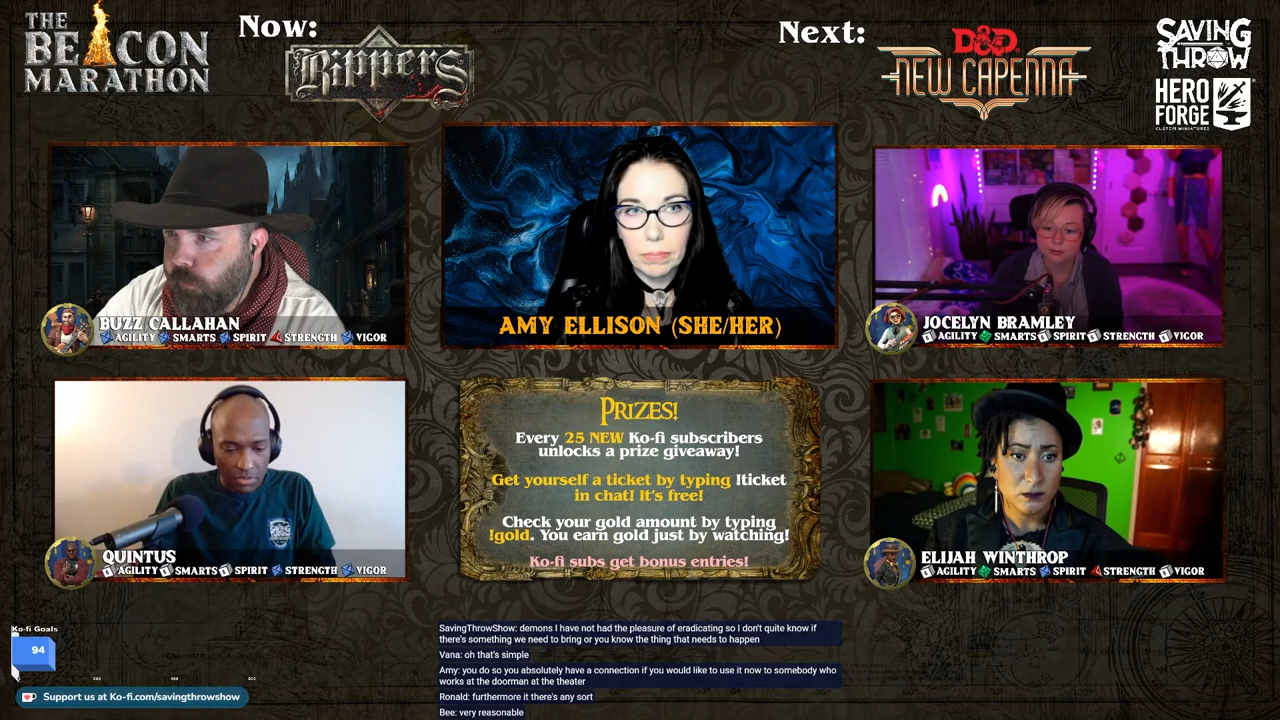 THE BEACON MARATHON
Now:
Rippers
Next:
D&D
NEW CAPENNA
SAVING THROW
HERO FORGE
CUSTOM MINIATURES
BUZZ CALLAHAN
AGILITY SMARTS SPIRIT STRENGTH VIGOR
AMY ELLISON (SHE/HER)
JOCELYN BRAMLEY
AGILITY SMARTS SPIRIT STRENGTH VIGOR
QUINTUS
AGILITY SMARTS SPIRIT STRENGTH VIGOR
PRIZES!
Every 25 NEW Ko-fi subscribers
unlocks a prize giveaway!
Get yourself a ticket by typing !ticket
in chat! It's free!
Check your gold amount by typing
!gold. You earn gold just by watching!
Ko-fi subs get bonus entries!
ELIJAH WINTHROP
AGILITY SMARTS SPIRIT STRENGTH VIGOR
Ko-fi Goals
94
200 400 600
Support us at Ko-fi.com/savingthrowshow
SavingThrowShow: demons I have not had the pleasure of eradicating so I don't quite know if
there's something we need to bring or you know the thing that needs to happen
Vana: oh that's simple
Amy: you do so you absolutely have a connection if you would like to use it now to somebody who
works at the doorman at the theater
Ronald: furthermore it there's any sort
Bee: very reasonable